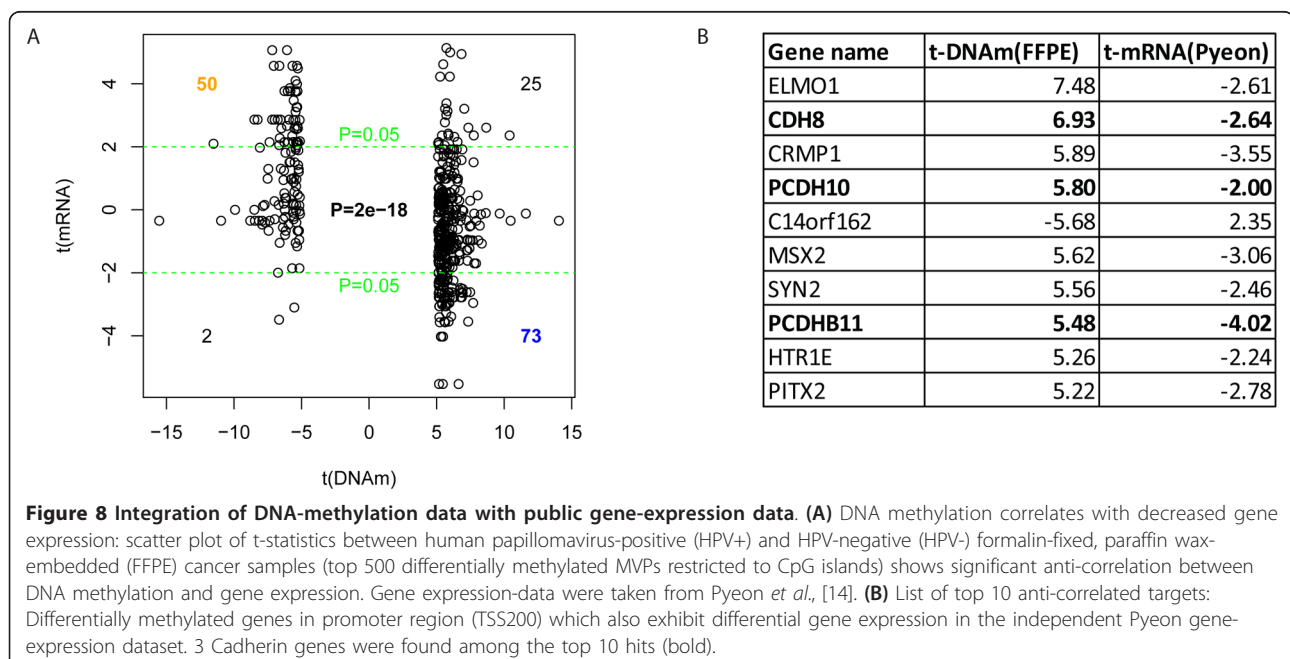 A
B
50
25
P=0.05
P=2e−18
P=0.05
2
73
4
2
0
−2
−4
t(mRNA)
−15 −10 −5 0 5 10 15
t(DNAm)
Gene name t-DNAm(FFPE) t-mRNA(Pyeon)
ELMO1 7.48 -2.61
CDH8 6.93 -2.64
CRMP1 5.89 -3.55
PCDH10 5.80 -2.00
C14orf162 -5.68 2.35
MSX2 5.62 -3.06
SYN2 5.56 -2.46
PCDHB11 5.48 -4.02
HTR1E 5.26 -2.24
PITX2 5.22 -2.78
Figure 8 Integration of DNA-methylation data with public gene-expression data. (A) DNA methylation correlates with decreased gene
expression: scatter plot of t-statistics between human papillomavirus-positive (HPV+) and HPV-negative (HPV-) formalin-fixed, paraffin wax-
embedded (FFPE) cancer samples (top 500 differentially methylated MVPs restricted to CpG islands) shows significant anti-correlation between
DNA methylation and gene expression. Gene expression-data were taken from Pyeon et al., [14]. (B) List of top 10 anti-correlated targets:
Differentially methylated genes in promoter region (TSS200) which also exhibit differential gene expression in the independent Pyeon gene-
expression dataset. 3 Cadherin genes were found among the top 10 hits (bold).